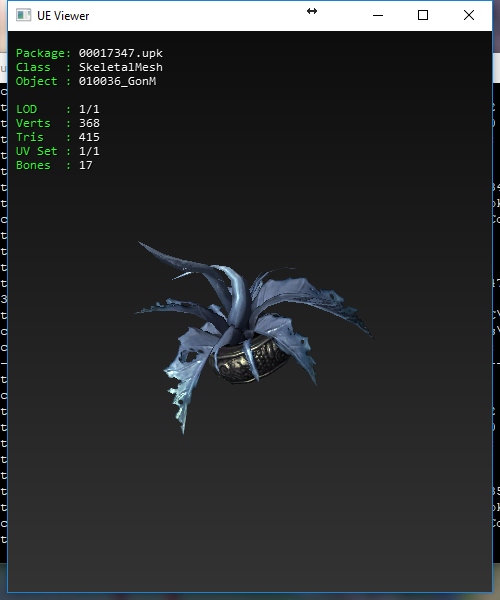 UE Viewer
Package: 00017347.upk
Class : SkeletalMesh
Object : 010036_GonM
LOD : 1/1
Verts : 368
Tris : 415
UV Set : 1/1
Bones : 17